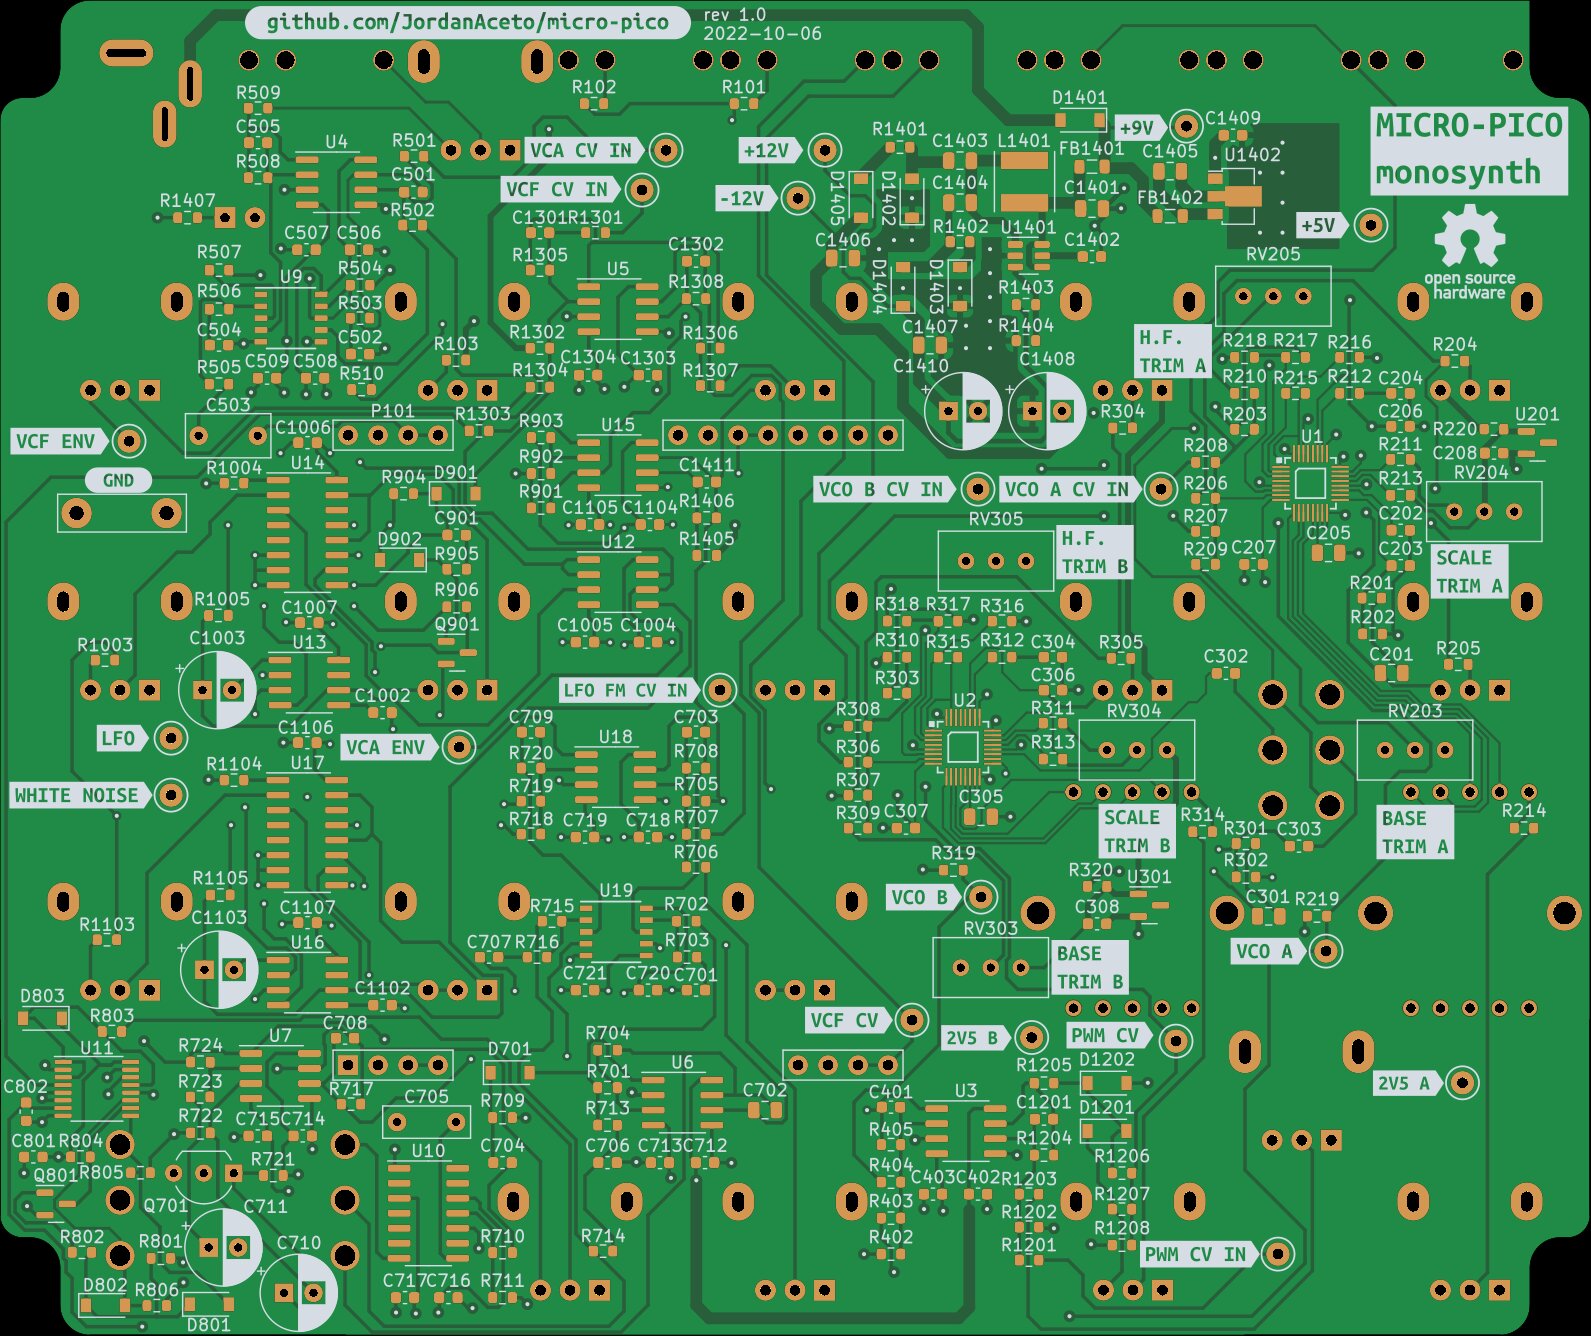 github.com/JordanAceto/micro-pico
rev 1.0
2022-10-06
R509
R102
R101
D1401
+9V
C1409
MICRO-PICO
monosynth
C505
U4
R501
VCA CV IN
+12V
R1401
C1403
L1401
FB1401
C1405
U1402
R508
C501
VCF CV IN
-12V
D1405
D1402
C1404
C1401
FB1402
R1407
R502
C1301
R1301
R1402
U1401
+5V
C507
C506
C1302
C1406
C1402
RV205
open source
hardware
R507
U9
R504
R1305
U5
R1308
D1404
D1403
R1403
R506
R503
C504
C502
R103
R1302
R1306
C1407
R1404
H.F.
TRIM A
R218
R217
R216
R204
R505
C509
C508
R510
R1304
C1304
C1303
R1307
C1410
C1408
R210
R215
R212
C204
C503
P101
R1303
R903
U15
R304
R203
C206
R220
U201
VCF ENV
C1006
U14
R902
R208
U1
R211
C208
RV204
GND
R1004
R904
D901
R901
C1411
VCO B CV IN
VCO A CV IN
R206
R213
C901
C1105
C1104
R1406
RV305
R207
C205
C202
D902
R905
U12
R1405
H.F.
TRIM B
R209
C207
C203
SCALE
TRIM A
R1005
C1007
R906
Q901
C1005
C1004
R318
R317
R316
R201
R202
R1003
C1003
U13
R310
R315
R312
C304
R305
C302
C201
R205
C1002
LFO FM CV IN
R303
C306
LFO
C1106
VCA ENV
C709
C703
R308
U2
R311
RV304
RV203
WHITE NOISE
R1104
U17
R720
U18
R708
R306
R313
R719
R705
R307
R718
C719
C718
R707
R309
C307
C305
SCALE
TRIM B
R314
R301
C303
BASE
TRIM A
R214
R706
R319
R320
R302
R1105
C1103
C1107
U19
VCO B
U301
C301
R219
R1103
U16
R715
R702
RV303
C308
VCO A
C707
R716
R703
BASE
TRIM B
C1102
C721
C720
C701
D803
R803
C708
VCF CV
2V5 B
PWM CV
U11
R724
U7
D701
R704
U6
R1205
D1202
2V5 A
C802
R723
R717
C705
R709
R701
C702
C401
U3
C1201
D1201
R722
C715
C714
R713
R405
R1204
C801
R804
R805
R721
U10
C704
C706
C713
C712
R404
C403
C402
R1203
R1206
Q801
Q701
C711
R403
R1202
R1207
R802
R801
C710
R710
R714
R402
R1201
R1208
PWM CV IN
D802
R806
D801
C717
C716
R711